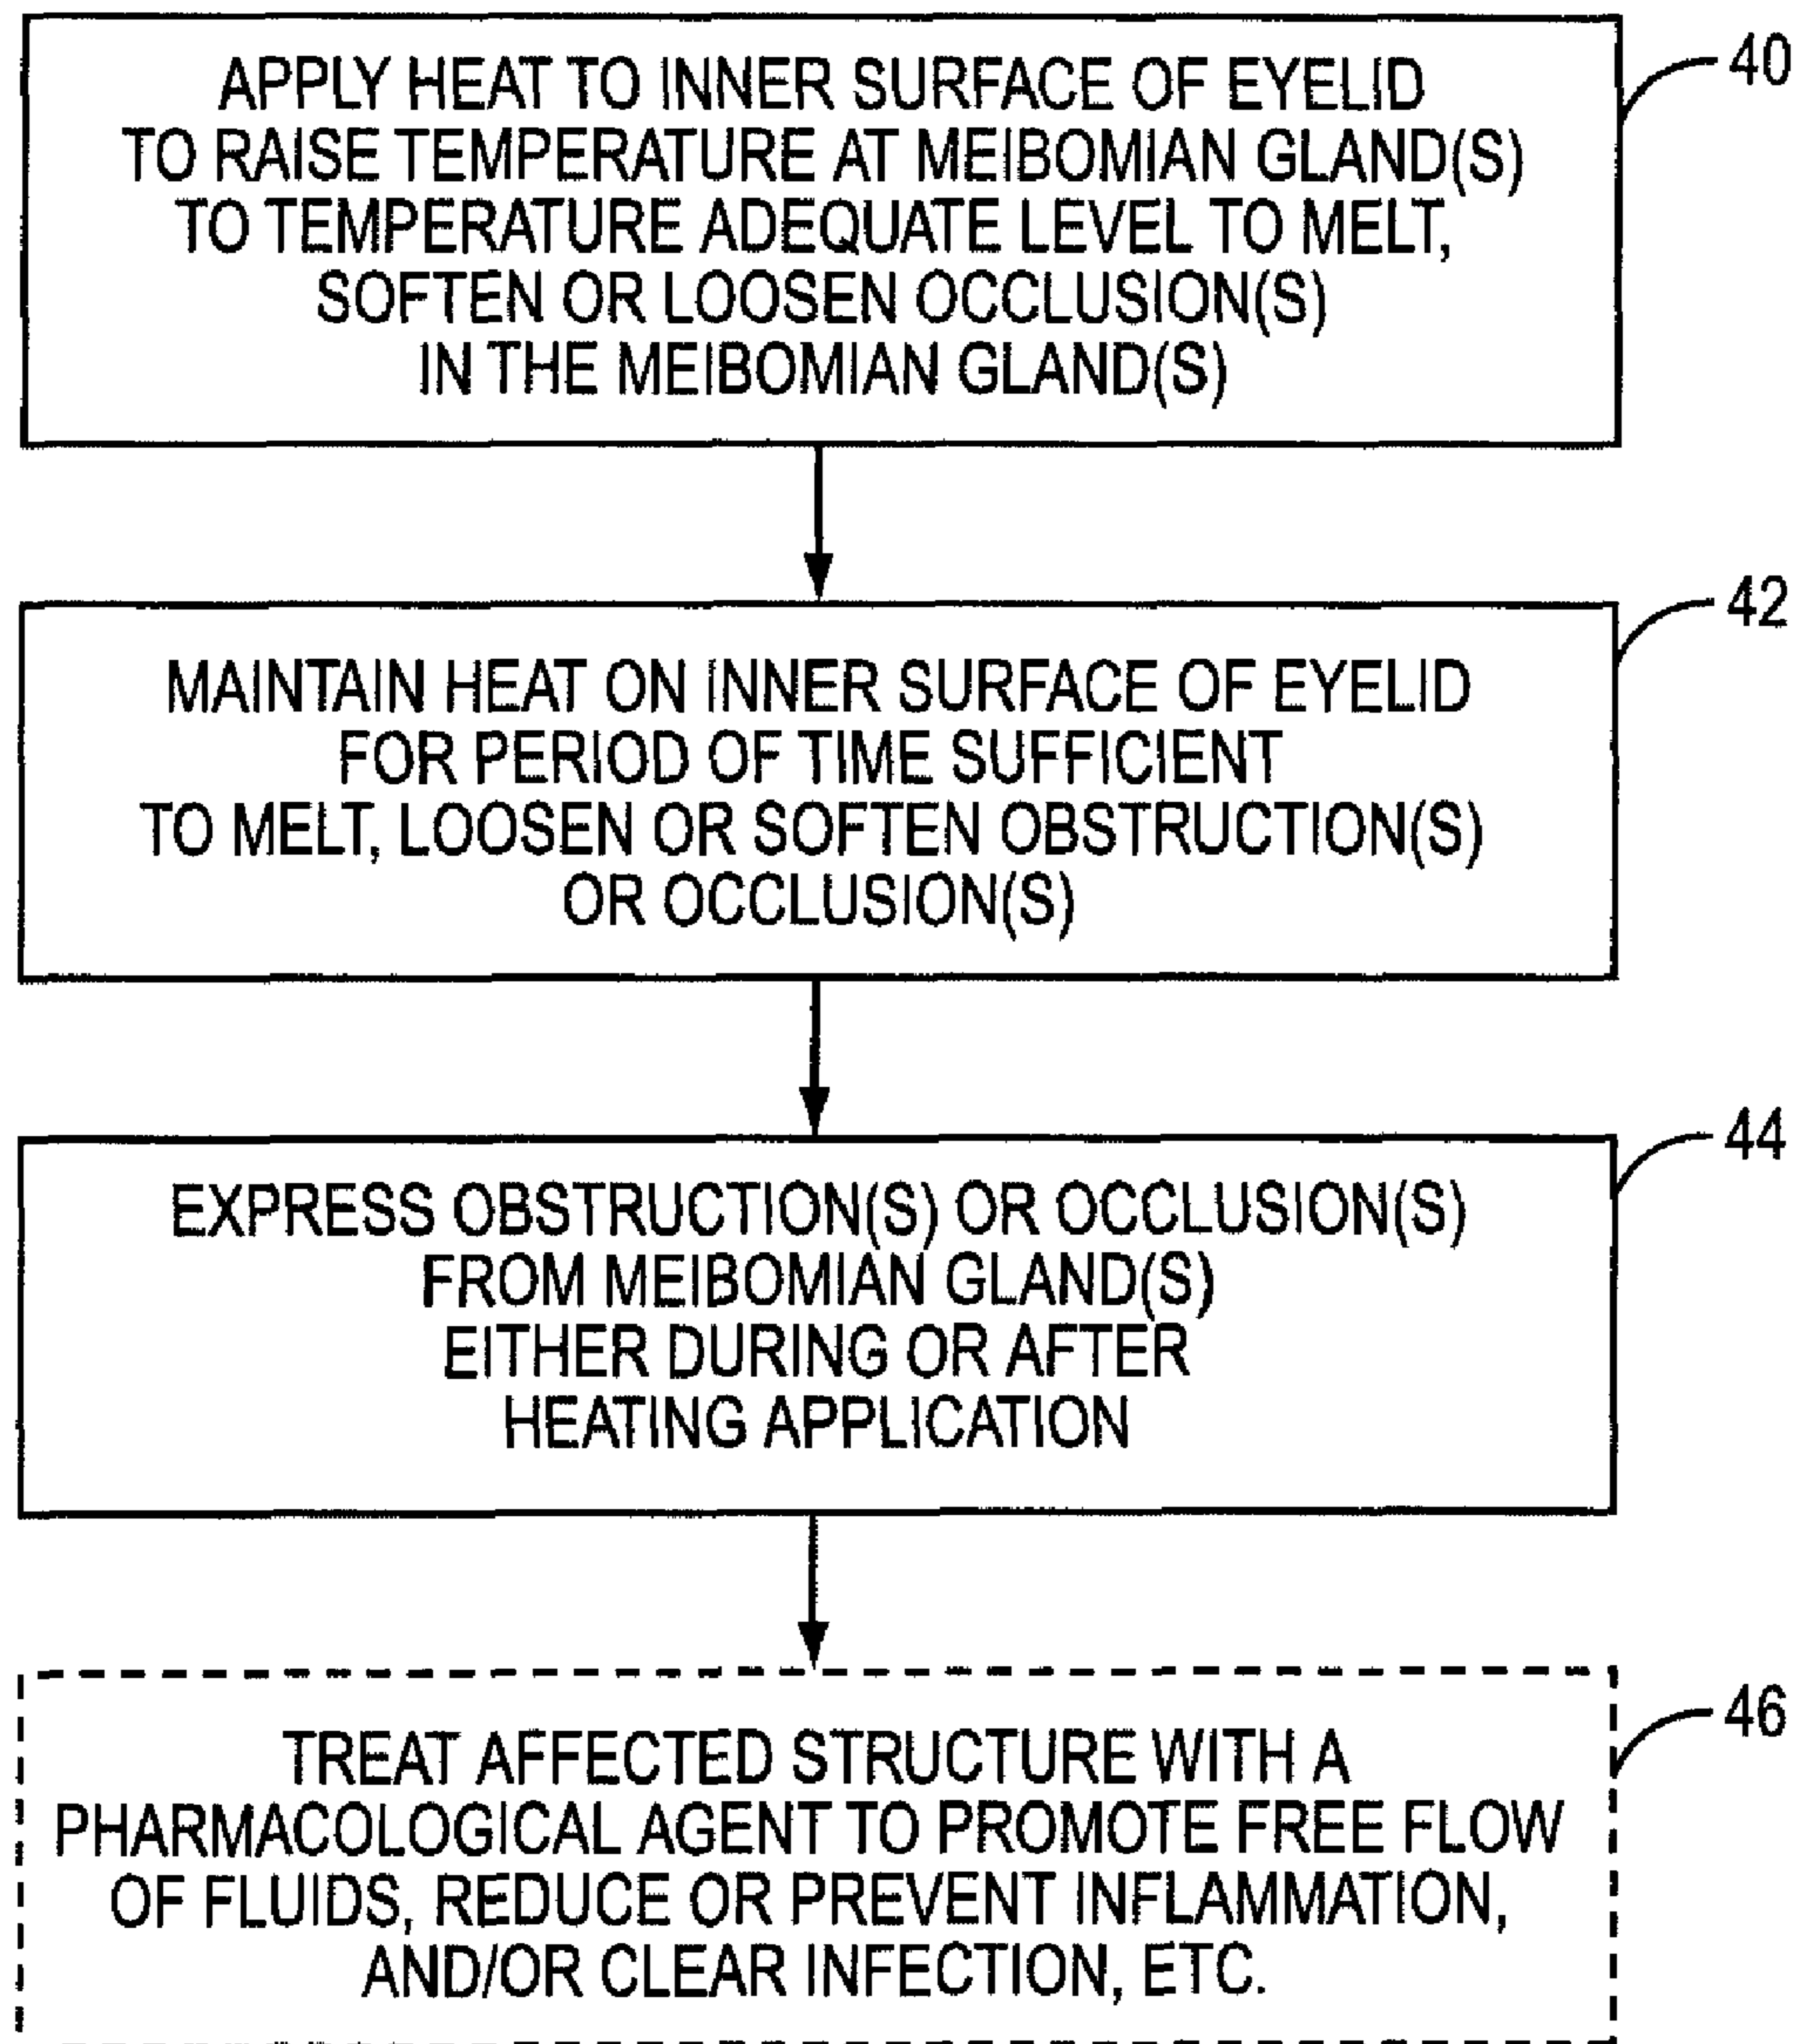 APPLY HEAT TO INNER SURFACE OF EYELID
TO RAISE TEMPERATURE AT MEIBOMIAN GLAND(S)
TO TEMPERATURE ADEQUATE LEVEL TO MELT,
SOFTEN OR LOOSEN OCCLUSION(S)
IN THE MEIBOMIAN GLAND(S)
40
MAINTAIN HEAT ON INNER SURFACE OF EYELID
FOR PERIOD OF TIME SUFFICIENT
TO MELT, LOOSEN OR SOFTEN OBSTRUCTION(S)
OR OCCLUSION(S)
42
EXPRESS OBSTRUCTION(S) OR OCCLUSION(S)
FROM MEIBOMIAN GLAND(S)
EITHER DURING OR AFTER
HEATING APPLICATION
44
TREAT AFFECTED STRUCTURE WITH A
PHARMACOLOGICAL AGENT TO PROMOTE FREE FLOW
OF FLUIDS, REDUCE OR PREVENT INFLAMMATION,
AND/OR CLEAR INFECTION, ETC.
46